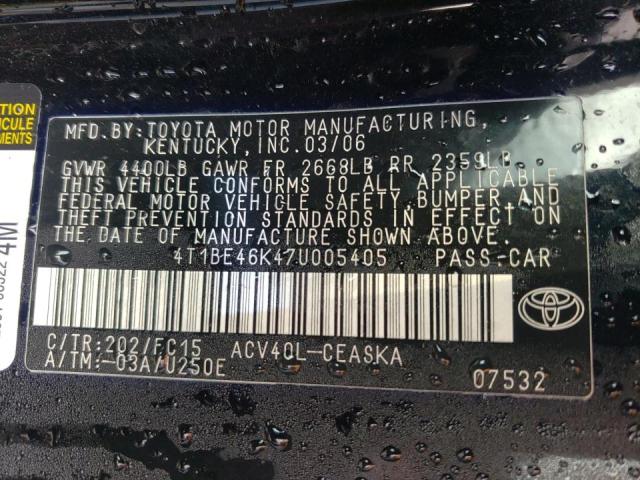 MFD. BY: TOYOTA MOTOR MANUFACTURING,
KENTUCKY, INC. 03/06
GVWR 4400LB GAWR FR 2668LB RR 2359LB
THIS VEHICLE CONFORMS TO ALL APPLICABLE
FEDERAL MOTOR VEHICLE SAFETY BUMPER, AND
THEFT PREVENTION STANDARDS IN EFFECT ON
THE DATE OF MANUFACTURE SHOWN ABOVE.
4T1BE46K47U005405 PASS-CAR
C/TR: 202/FC15 ACV40L-CEASKA
A/TM: -03A/U250E
07532
TOYOTA
4M